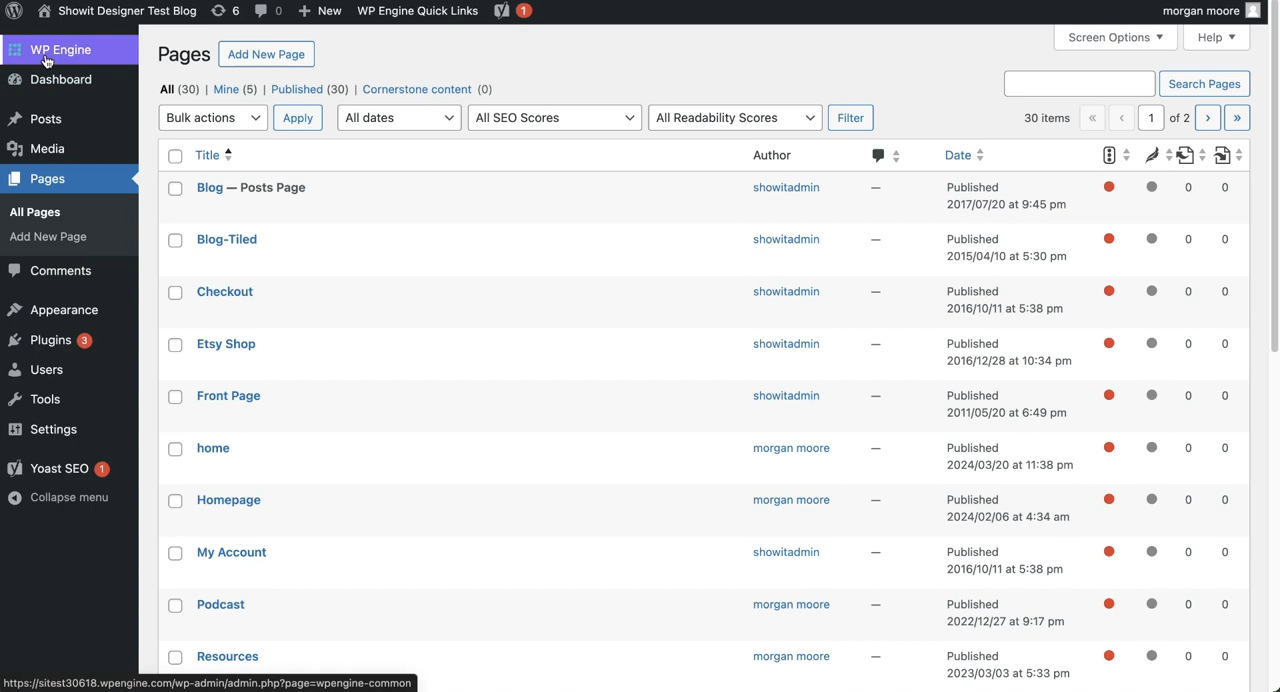 Showit Designer Test Blog 6 0 New WP Engine Quick Links 1 morgan moore
WP Engine
Dashboard
Posts
Media
Pages
All Pages
Add New Page
Comments
Appearance
Plugins 3
Users
Tools
Settings
Yoast SEO 1
Collapse menu
Screen Options Help
Pages Add New Page
All (30) | Mine (5) | Published (30) | Cornerstone content (0)
Search Pages
Bulk actions Apply All dates All SEO Scores All Readability Scores Filter 30 items « ‹ 1 of 2 › »
Title Author Date
Blog — Posts Page showitadmin — Published 0 0
2017/07/20 at 9:45 pm
Blog-Tiled showitadmin — Published 0 0
2015/04/10 at 5:30 pm
Checkout showitadmin — Published 0 0
2016/10/11 at 5:38 pm
Etsy Shop showitadmin — Published 0 0
2016/12/28 at 10:34 pm
Front Page showitadmin — Published 0 0
2011/05/20 at 6:49 pm
home morgan moore — Published 0 0
2024/03/20 at 11:38 pm
Homepage morgan moore — Published 0 0
2024/02/06 at 4:34 am
My Account showitadmin — Published 0 0
2016/10/11 at 5:38 pm
Podcast morgan moore — Published 0 0
2022/12/27 at 9:17 pm
Resources morgan moore — Published 0 0
2023/03/03 at 5:33 pm
https://sitest30618.wpengine.com/wp-admin/admin.php?page=wpengine-common